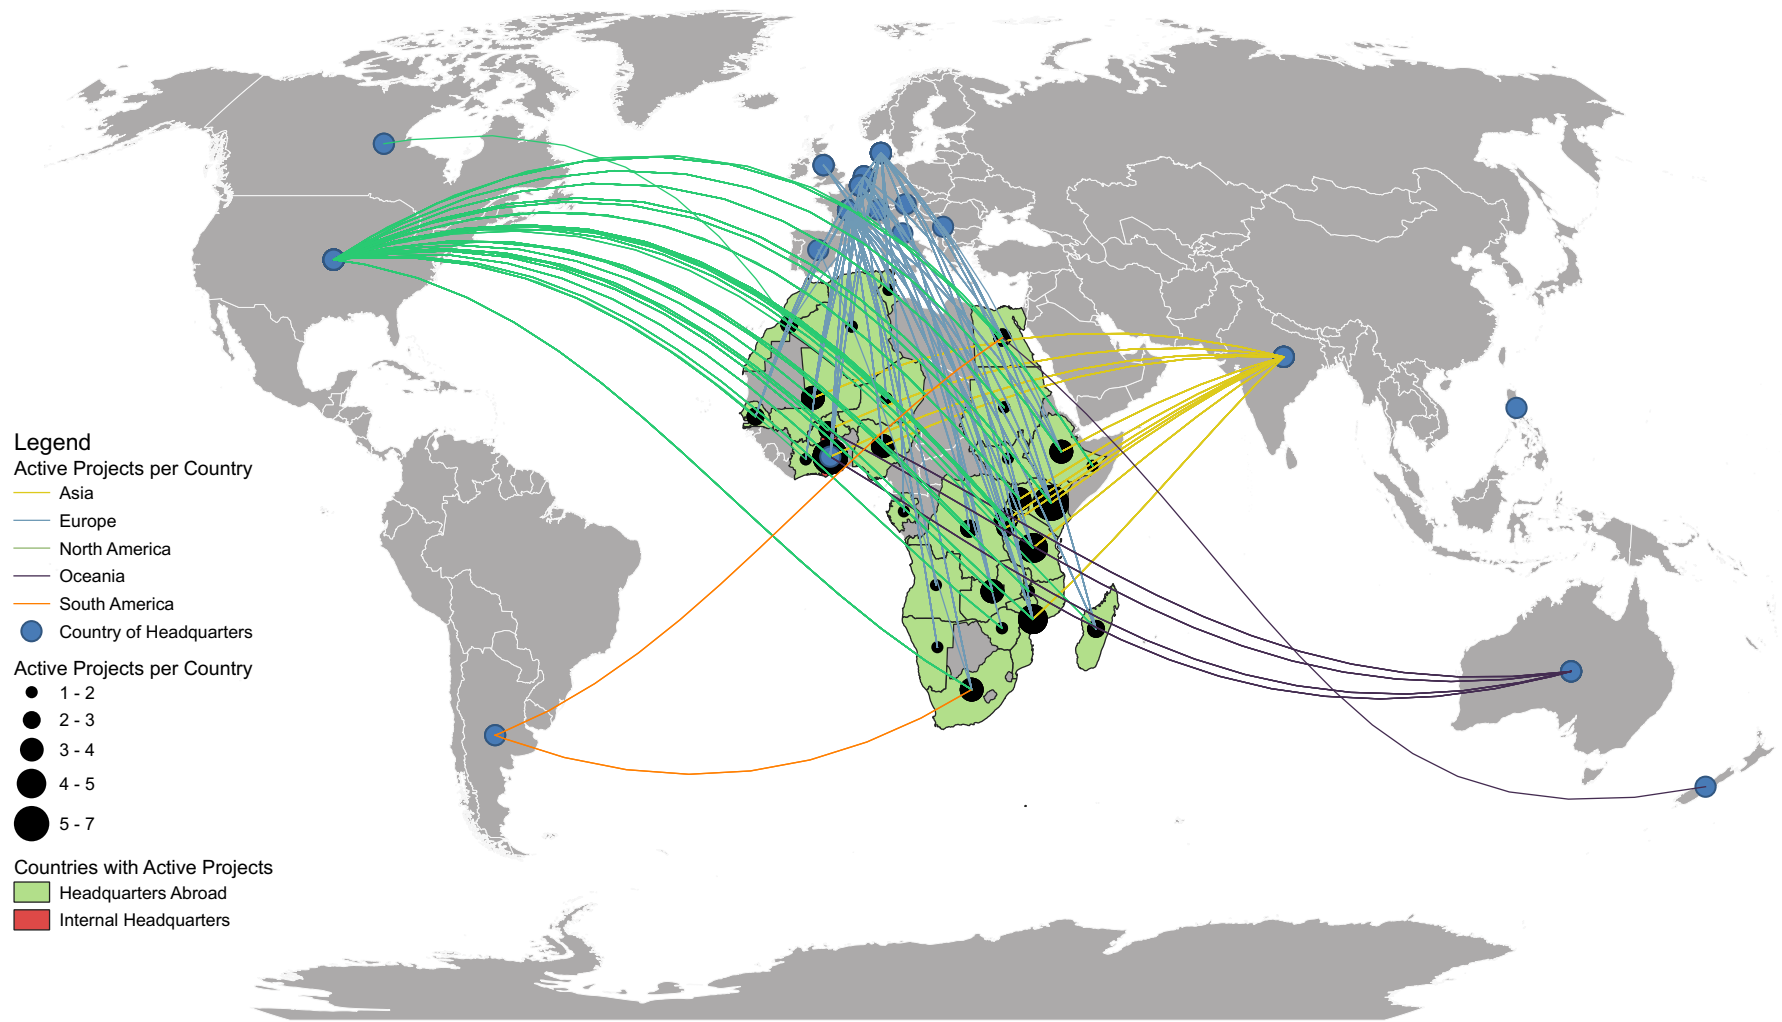 Legend
Active Projects per Country
Asia
Europe
North America
Oceania
South America
Country of Headquarters
Active Projects per Country
1 - 2
2 - 3
3 - 4
4 - 5
5 - 7
Countries with Active Projects
Headquarters Abroad
Internal Headquarters